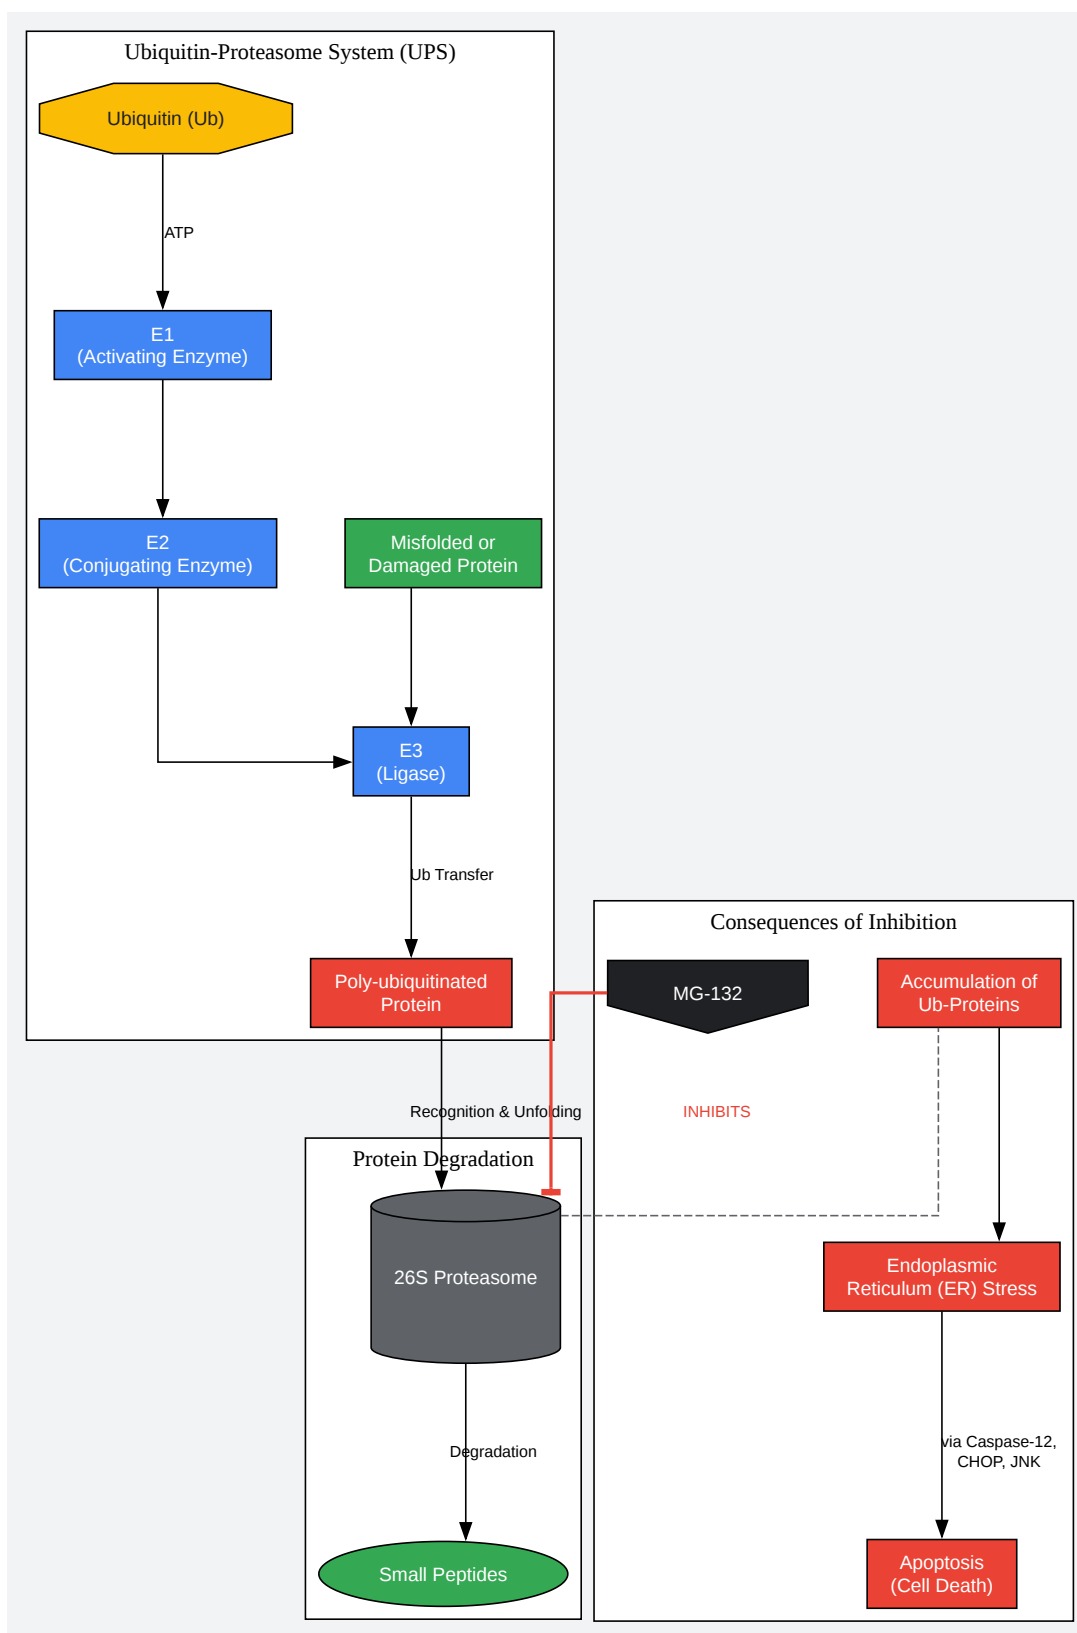 Ubiquitin-Proteasome System (UPS)
Ubiquitin (Ub)
ATP
E1
(Activating Enzyme)
E2
(Conjugating Enzyme)
Misfolded or
Damaged Protein
E3
(Ligase)
Ub Transfer
Poly-ubiquitinated
Protein
Consequences of Inhibition
MG-132
Accumulation of
Ub-Proteins
Recognition & Unfolding
INHIBITS
Protein Degradation
26S Proteasome
Endoplasmic
Reticulum (ER) Stress
Degradation
via Caspase-12,
CHOP, JNK
Small Peptides
Apoptosis
(Cell Death)